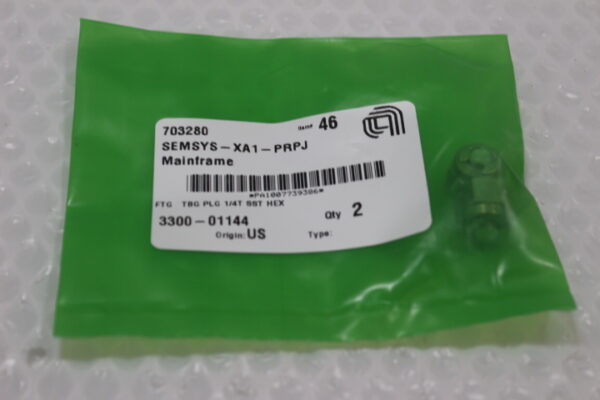 703280 Item# 46
SEMSYS-XA1-PRPJ
Mainframe
*PA1007739386*
FTG TBG PLG 1/4T SST HEX
3300-01144 Qty 2
Origin: US Type: